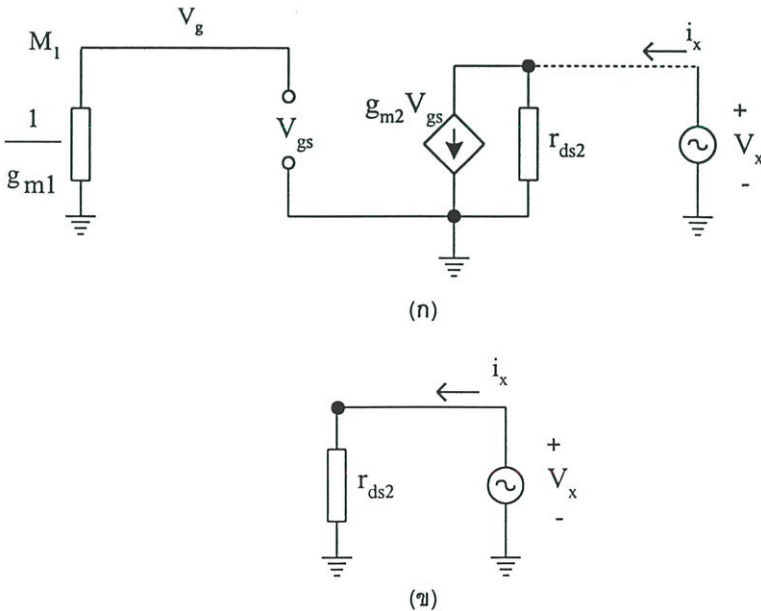 V_g
i_x
M_1
1
g_m1
V_gs
g_m2 V_gs
r_ds2
+
V_x
-
(ก)
i_x
+
r_ds2
V_x
-
(ข)